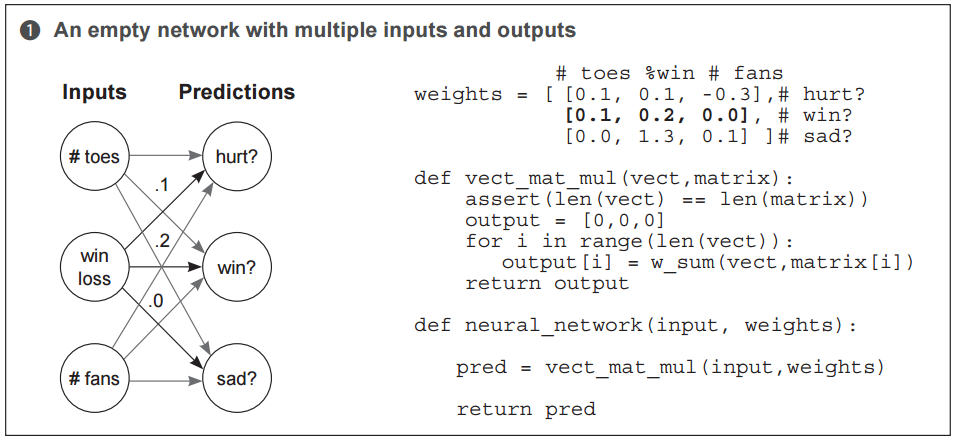 1 An empty network with multiple inputs and outputs
Inputs Predictions
# toes
hurt?
.1
win
loss
.2
win?
.0
# fans
sad?
# toes %win # fans
weights = [ [0.1, 0.1, -0.3],# hurt?
[0.1, 0.2, 0.0], # win?
[0.0, 1.3, 0.1] ]# sad?
def vect_mat_mul(vect,matrix):
assert(len(vect) == len(matrix))
output = [0,0,0]
for i in range(len(vect)):
output[i] = w_sum(vect,matrix[i])
return output
def neural_network(input, weights):
pred = vect_mat_mul(input,weights)
return pred